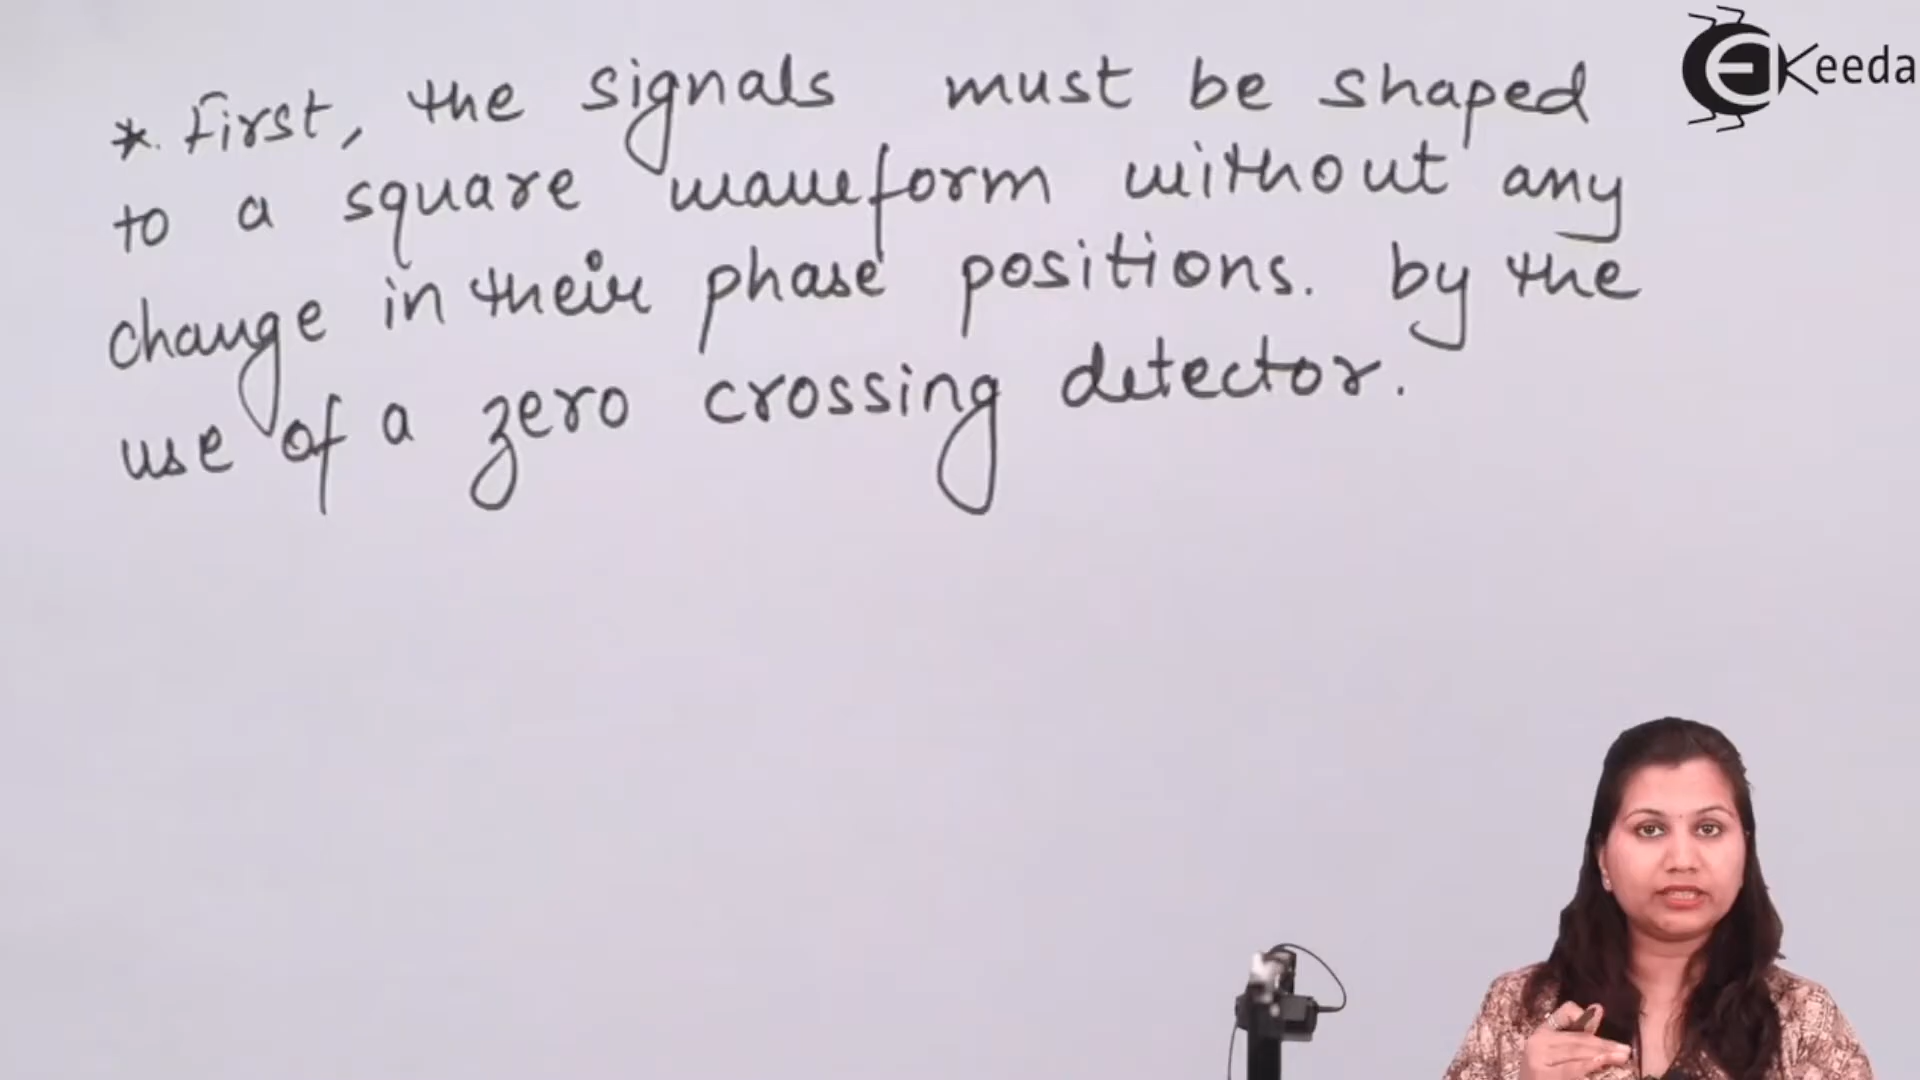 * First, the signals must be shaped
to a square waveform without any
change in their phase positions. by the
use of a zero crossing detector.
EKeeda